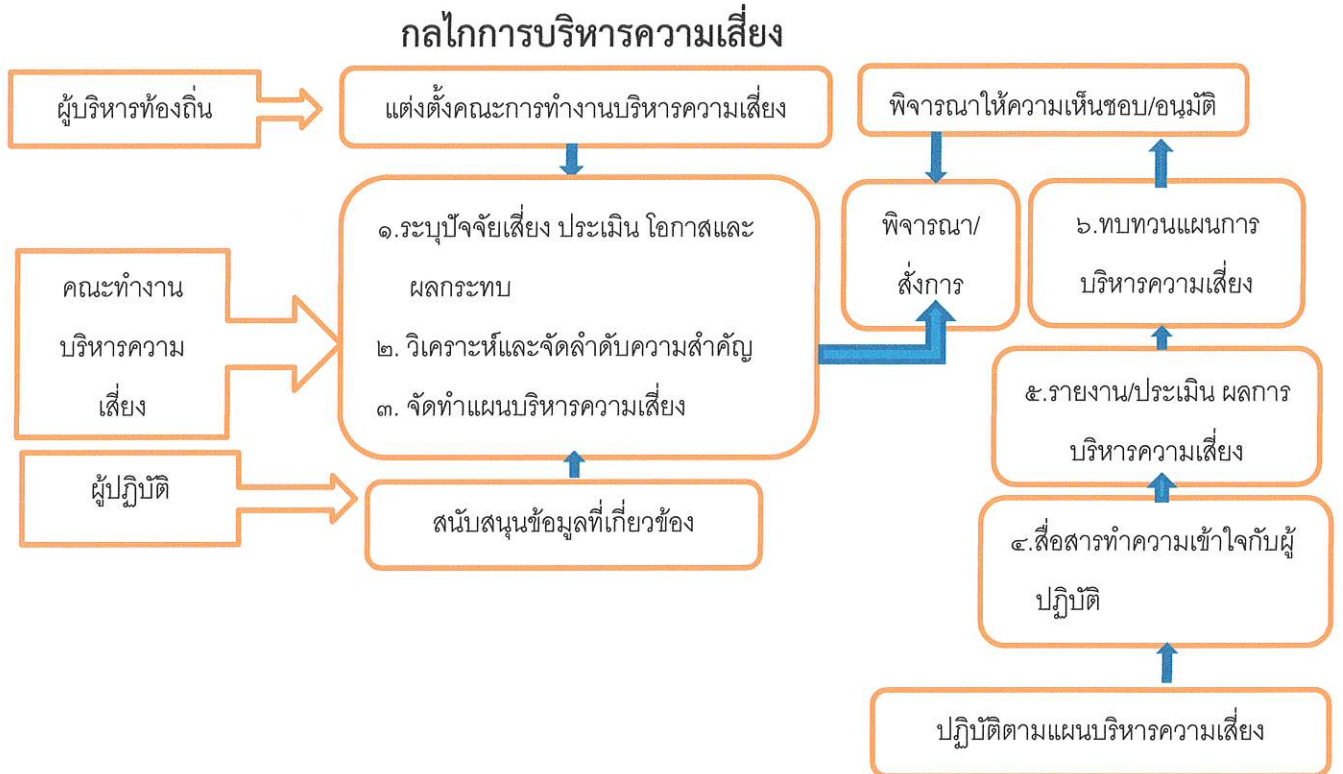 กลไกการบริหารความเสี่ยง
ผู้บริหารท้องถิ่น
แต่งตั้งคณะการทำงานบริหารความเสี่ยง
พิจารณาให้ความเห็นชอบ/อนุมัติ
คณะทำงาน
บริหารความ
เสี่ยง
๑.ระบุปัจจัยเสี่ยง ประเมิน โอกาสและ
ผลกระทบ
๒. วิเคราะห์และจัดลำดับความสำคัญ
๓. จัดทำแผนบริหารความเสี่ยง
พิจารณา/
สั่งการ
๖.ทบทวนแผนการ
บริหารความเสี่ยง
๕.รายงาน/ประเมิน ผลการ
บริหารความเสี่ยง
ผู้ปฏิบัติ
สนับสนุนข้อมูลที่เกี่ยวข้อง
๔.สื่อสารทำความเข้าใจกับผู้
ปฏิบัติ
ปฏิบัติตามแผนบริหารความเสี่ยง